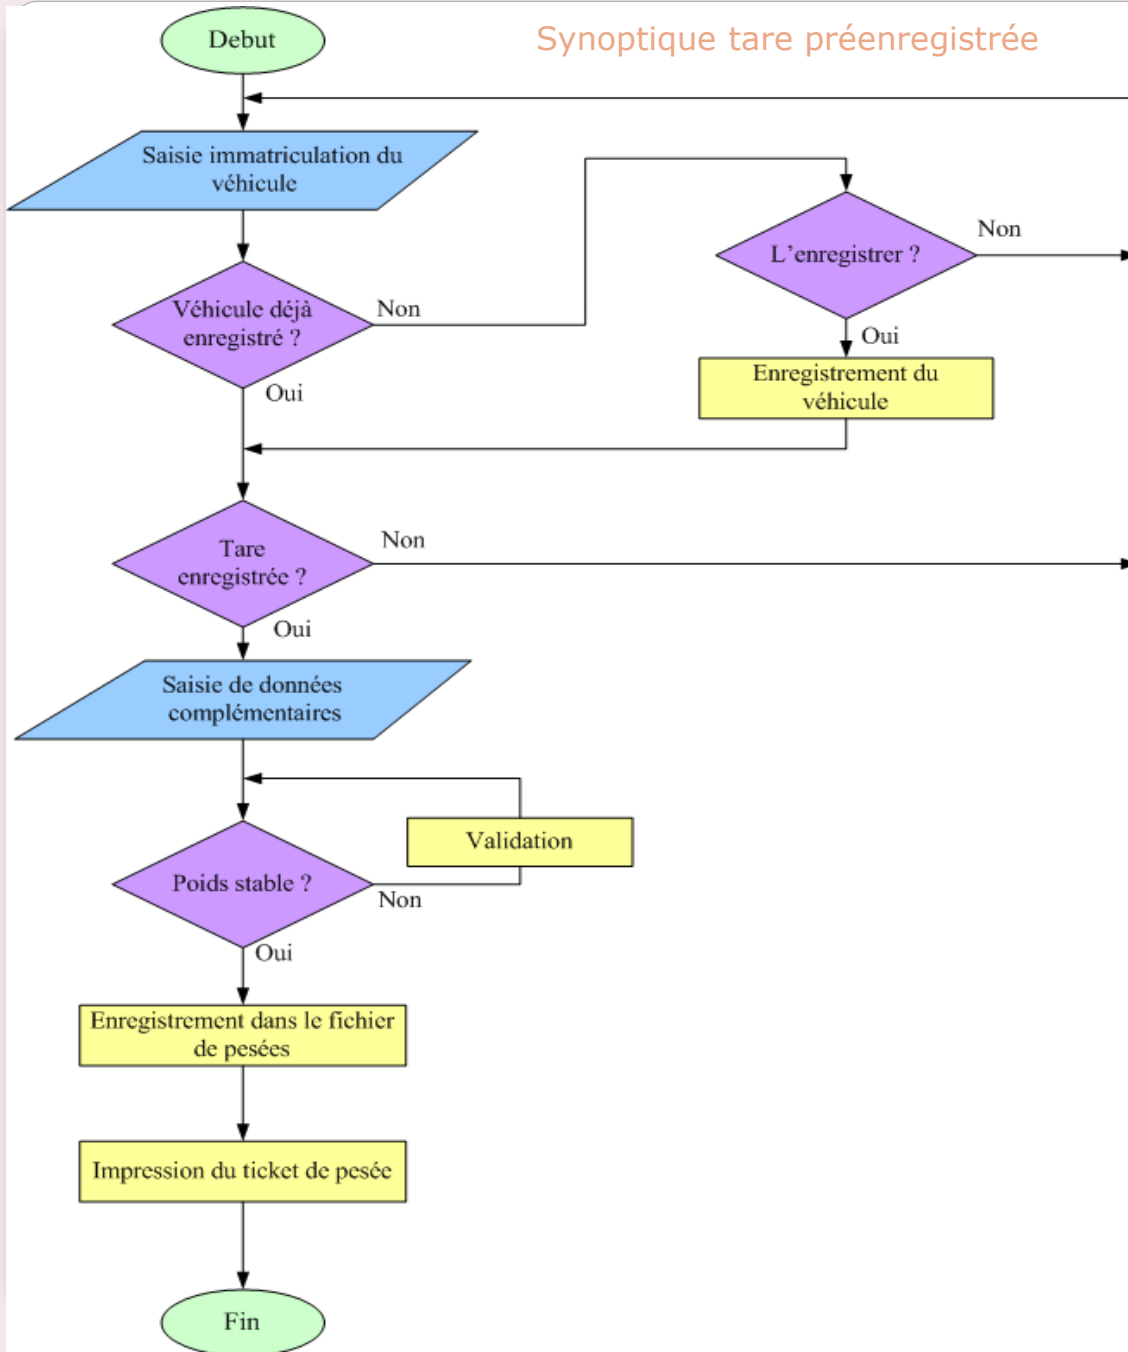 Debut
Synoptique tare préenregistrée
Saisie immatriculation du
véhicule
L'enregistrer ?
Non
Véhicule déjà
enregistré ?
Non
Oui
Oui
Enregistrement du
véhicule
Tare
enregistrée ?
Non
Oui
Saisie de données
complémentaires
Validation
Poids stable ?
Non
Oui
Enregistrement dans le fichier
de pesées
Impression du ticket de pesée
Fin